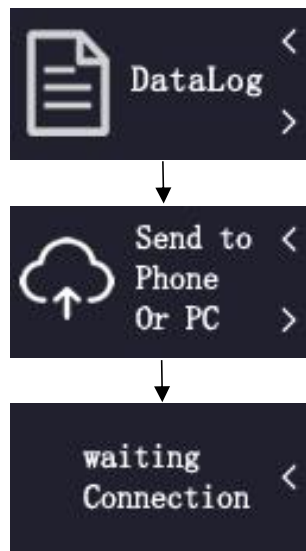 DataLog
Send to
Phone
Or PC
waiting
Connection